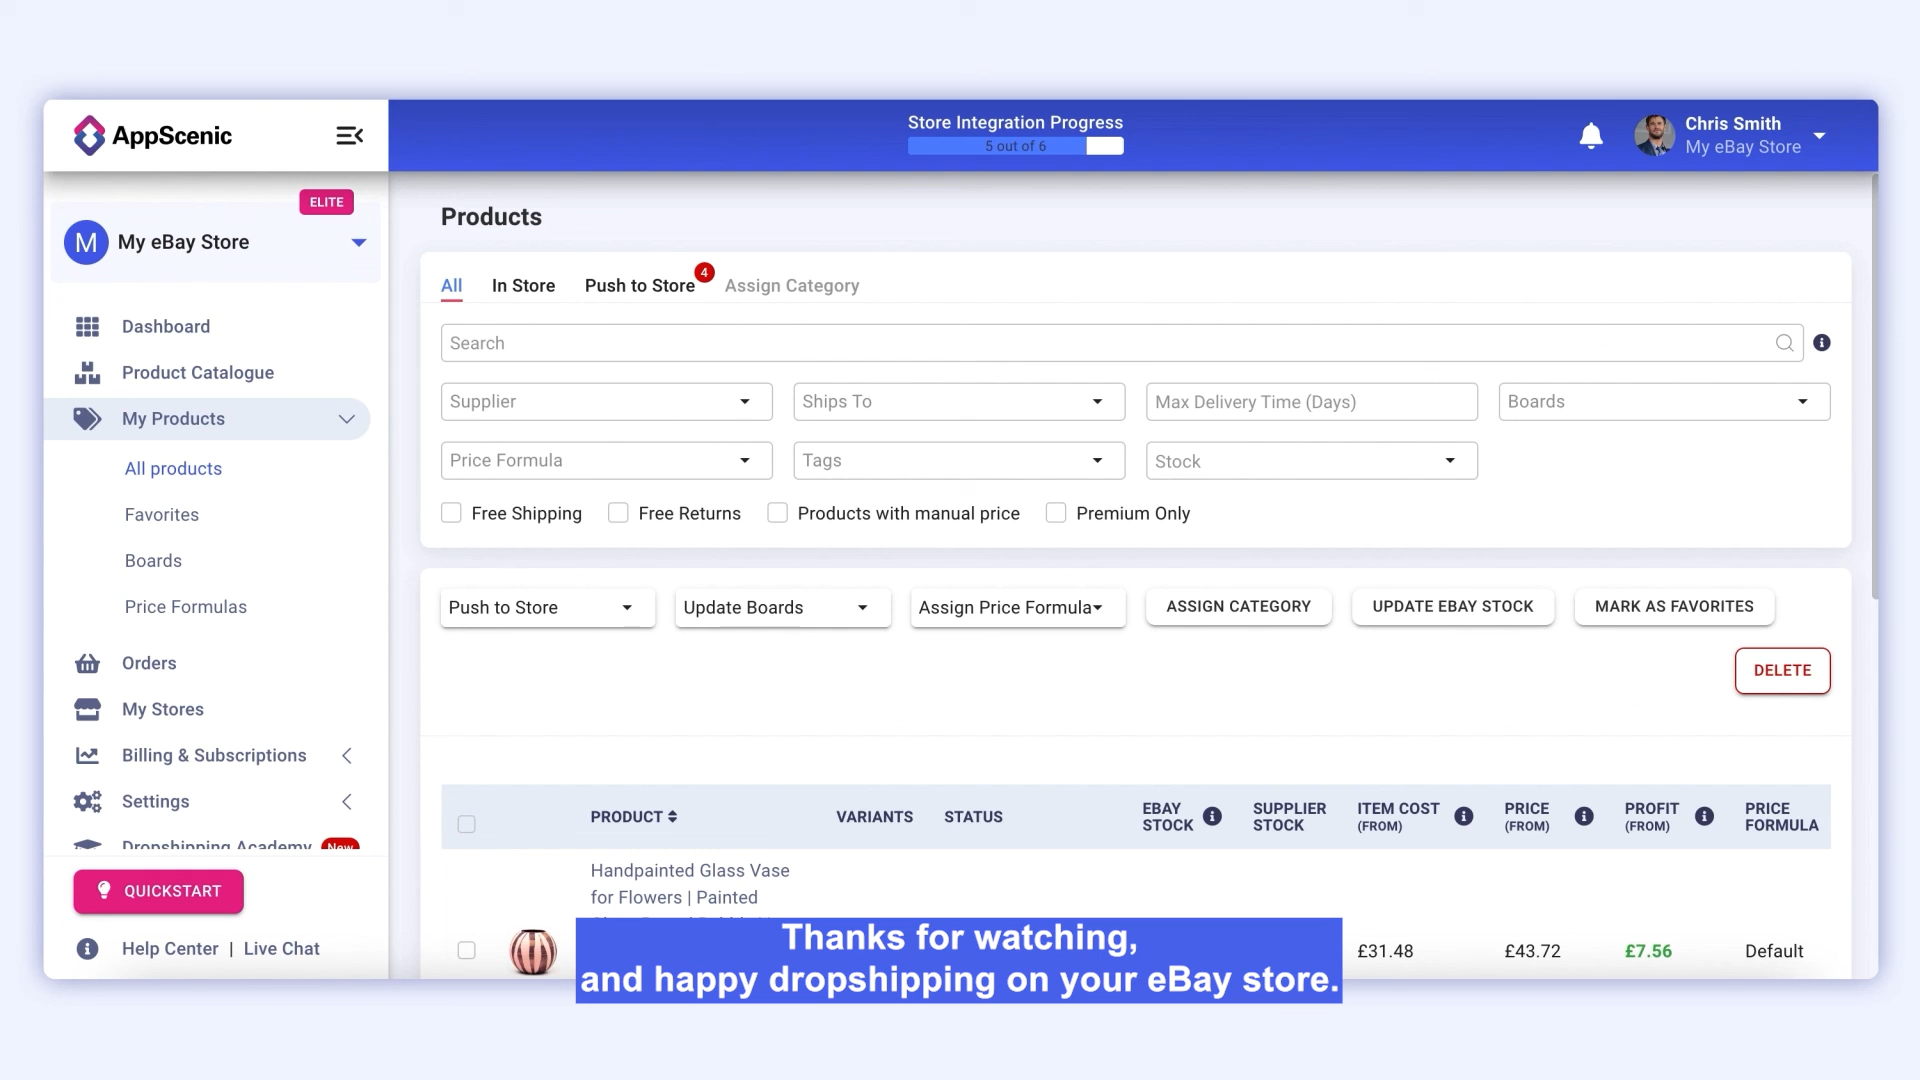 AppScenic
Store Integration Progress
5 out of 6
Chris Smith
My eBay Store
ELITE
M My eBay Store
Dashboard
Product Catalogue
My Products
All products
Favorites
Boards
Price Formulas
Orders
My Stores
Billing & Subscriptions
Settings
Dropshipping Academy New
QUICKSTART
Help Center | Live Chat
Products
All In Store Push to Store 4 Assign Category
Search
Supplier Ships To Max Delivery Time (Days) Boards
Price Formula Tags Stock
Free Shipping Free Returns Products with manual price Premium Only
Push to Store Update Boards Assign Price Formula ASSIGN CATEGORY UPDATE EBAY STOCK MARK AS FAVORITES
DELETE
PRODUCT VARIANTS STATUS EBAY STOCK SUPPLIER STOCK ITEM COST (FROM) PRICE (FROM) PROFIT (FROM) PRICE FORMULA
Handpainted Glass Vase
for Flowers | Painted
£31.48 £43.72 £7.56 Default
Thanks for watching,
and happy dropshipping on your eBay store.